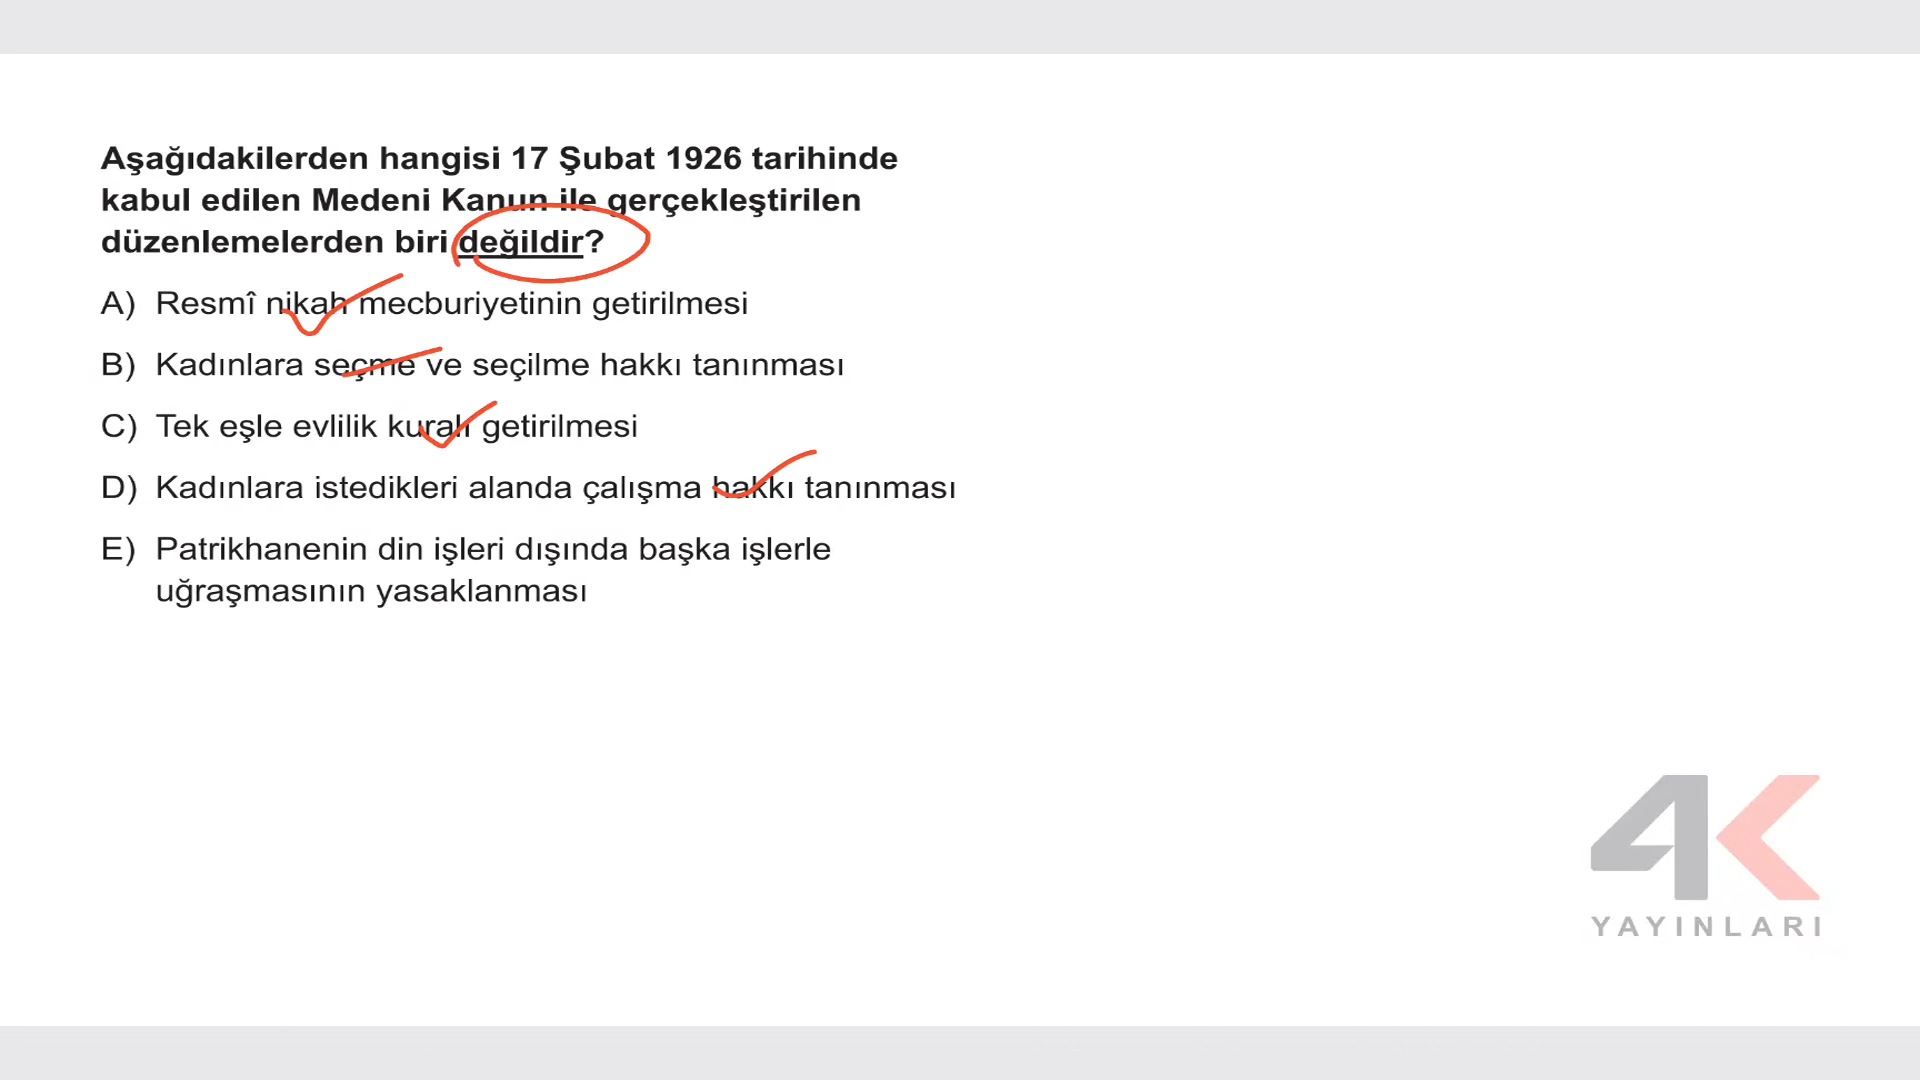 Aşağıdakilerden hangisi 17 Şubat 1926 tarihinde
kabul edilen Medeni Kanun ile gerçekleştirilen
düzenlemelerden biri değildir?
A) Resmî nikah mecburiyetinin getirilmesi
B) Kadınlara seçme ve seçilme hakkı tanınması
C) Tek eşle evlilik kuralı getirilmesi
D) Kadınlara istedikleri alanda çalışma hakkı tanınması
E) Patrikhanenin din işleri dışında başka işlerle
uğraşmasının yasaklanması
4K
YAYINLARI